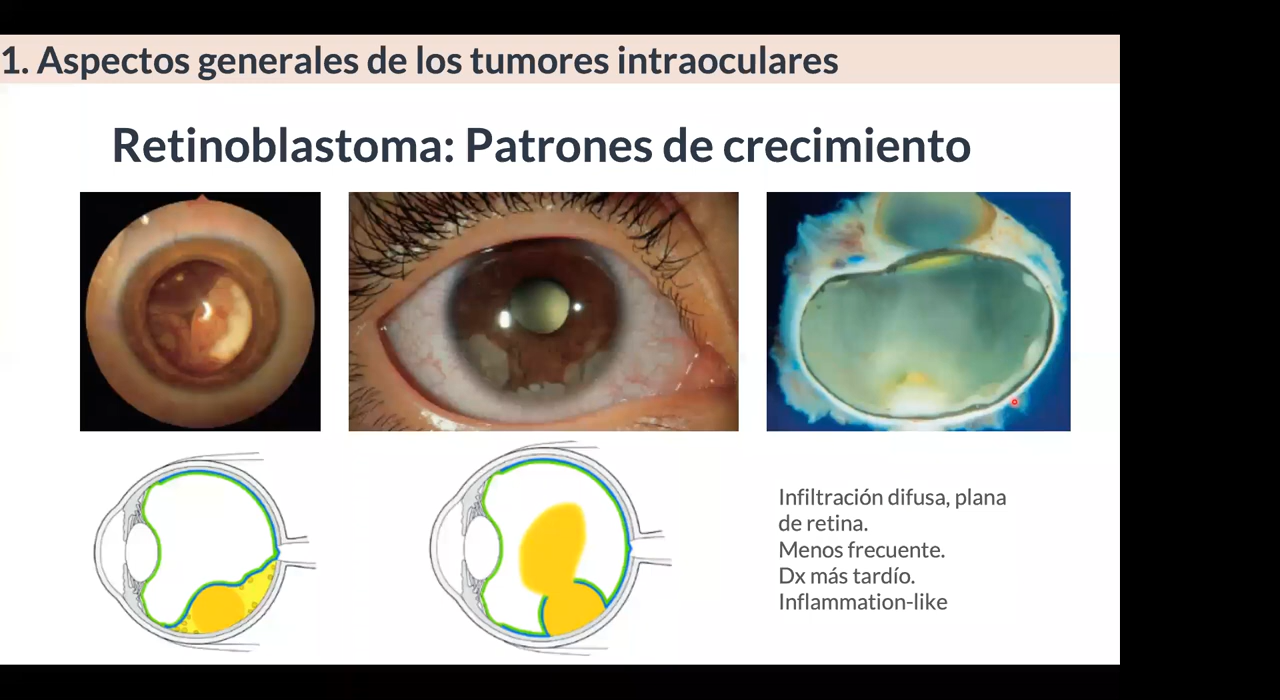 1. Aspectos generales de los tumores intraoculares
Retinoblastoma: Patrones de crecimiento
Infiltración difusa, plana
de retina.
Menos frecuente.
Dx más tardío.
Inflammation-like